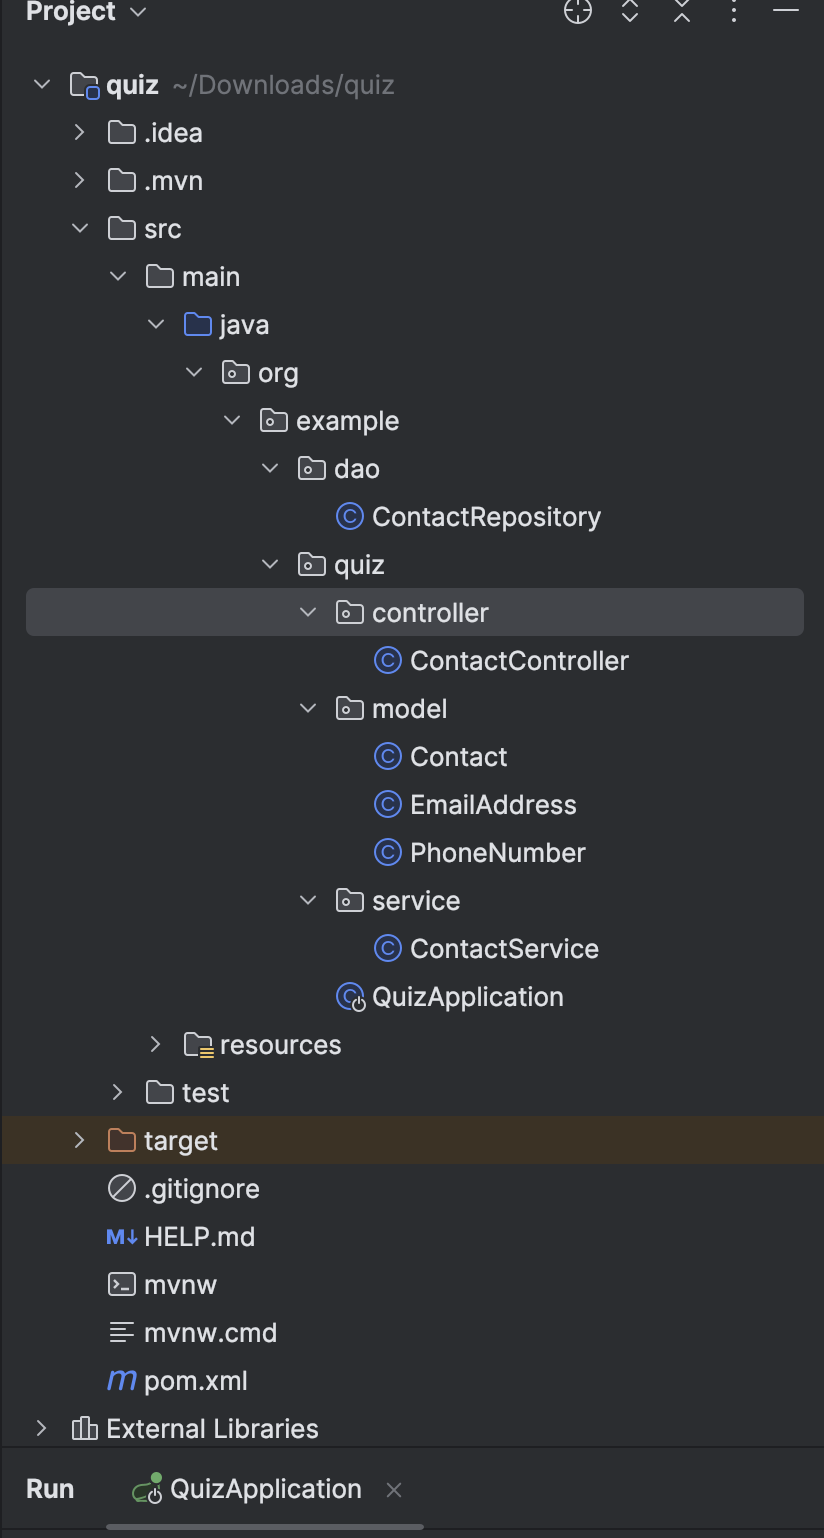 Project
quiz ~/Downloads/quiz
.idea
.mvn
src
main
java
org
example
dao
ContactRepository
quiz
controller
ContactController
model
Contact
EmailAddress
PhoneNumber
service
ContactService
QuizApplication
resources
test
target
.gitignore
HELP.md
mvnw
mvnw.cmd
pom.xml
External Libraries
Run QuizApplication